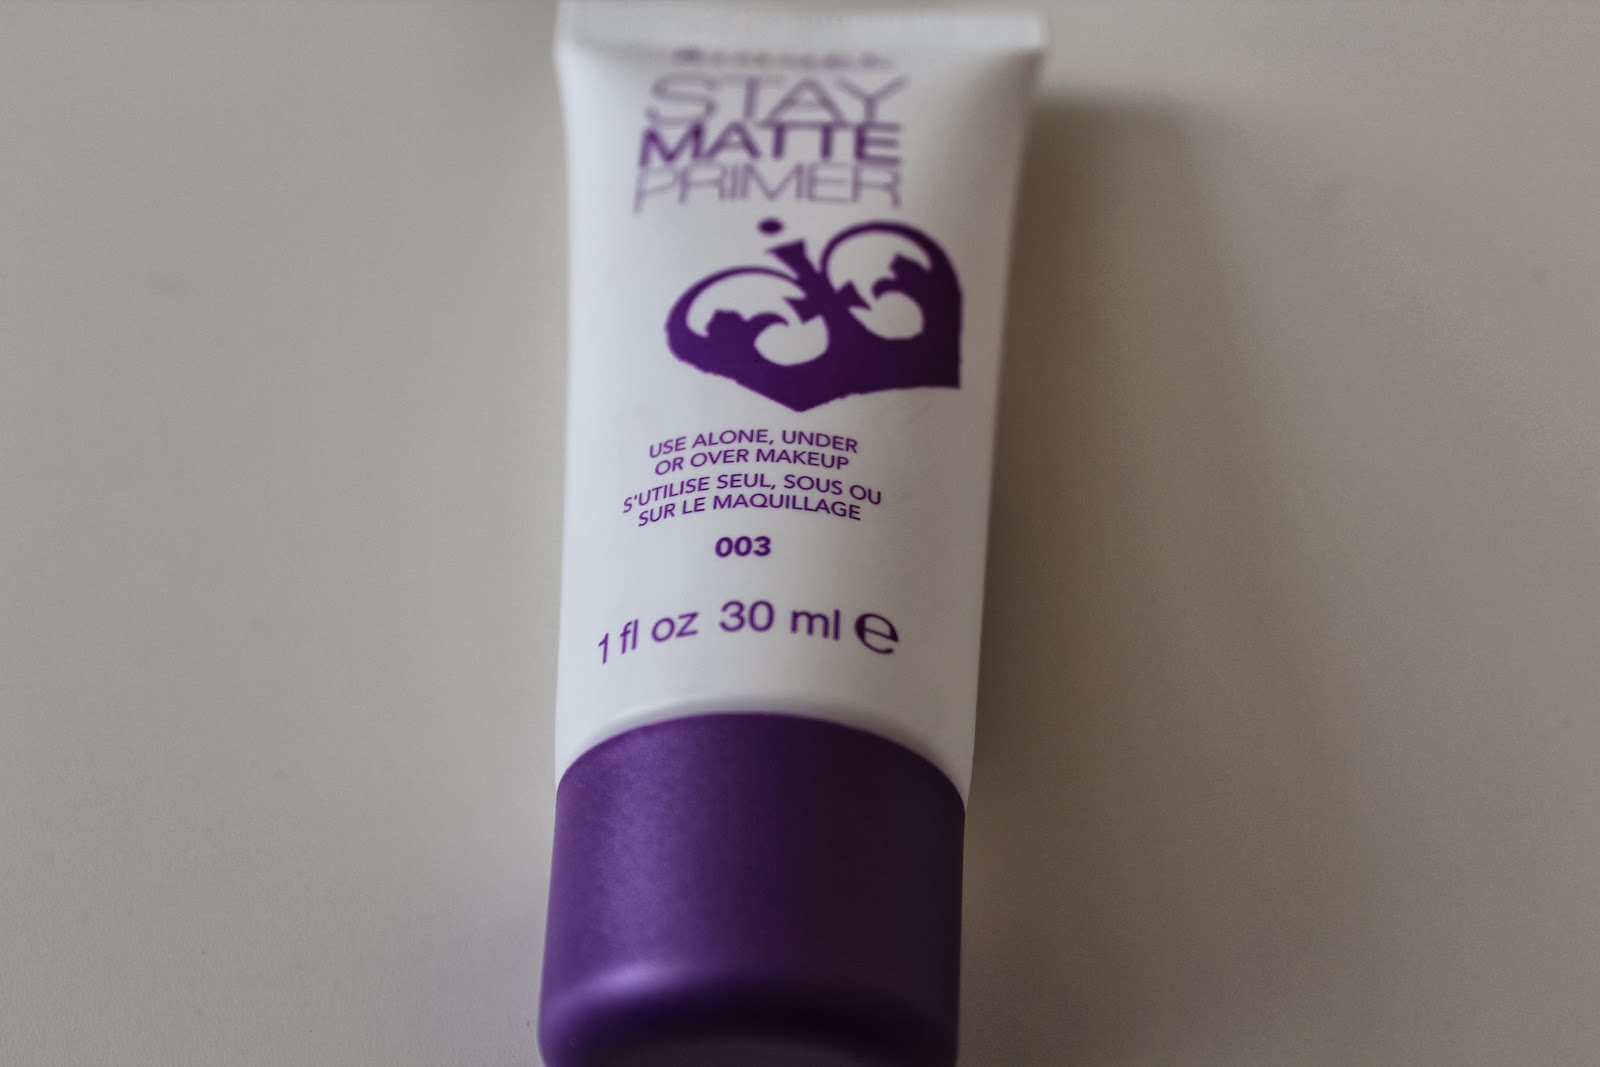 STAY
MATTE
PRIMER
USE ALONE, UNDER
OR OVER MAKEUP
S'UTILISE SEUL, SOUS OU
SUR LE MAQUILLAGE
003
1 fl oz 30 ml ℮